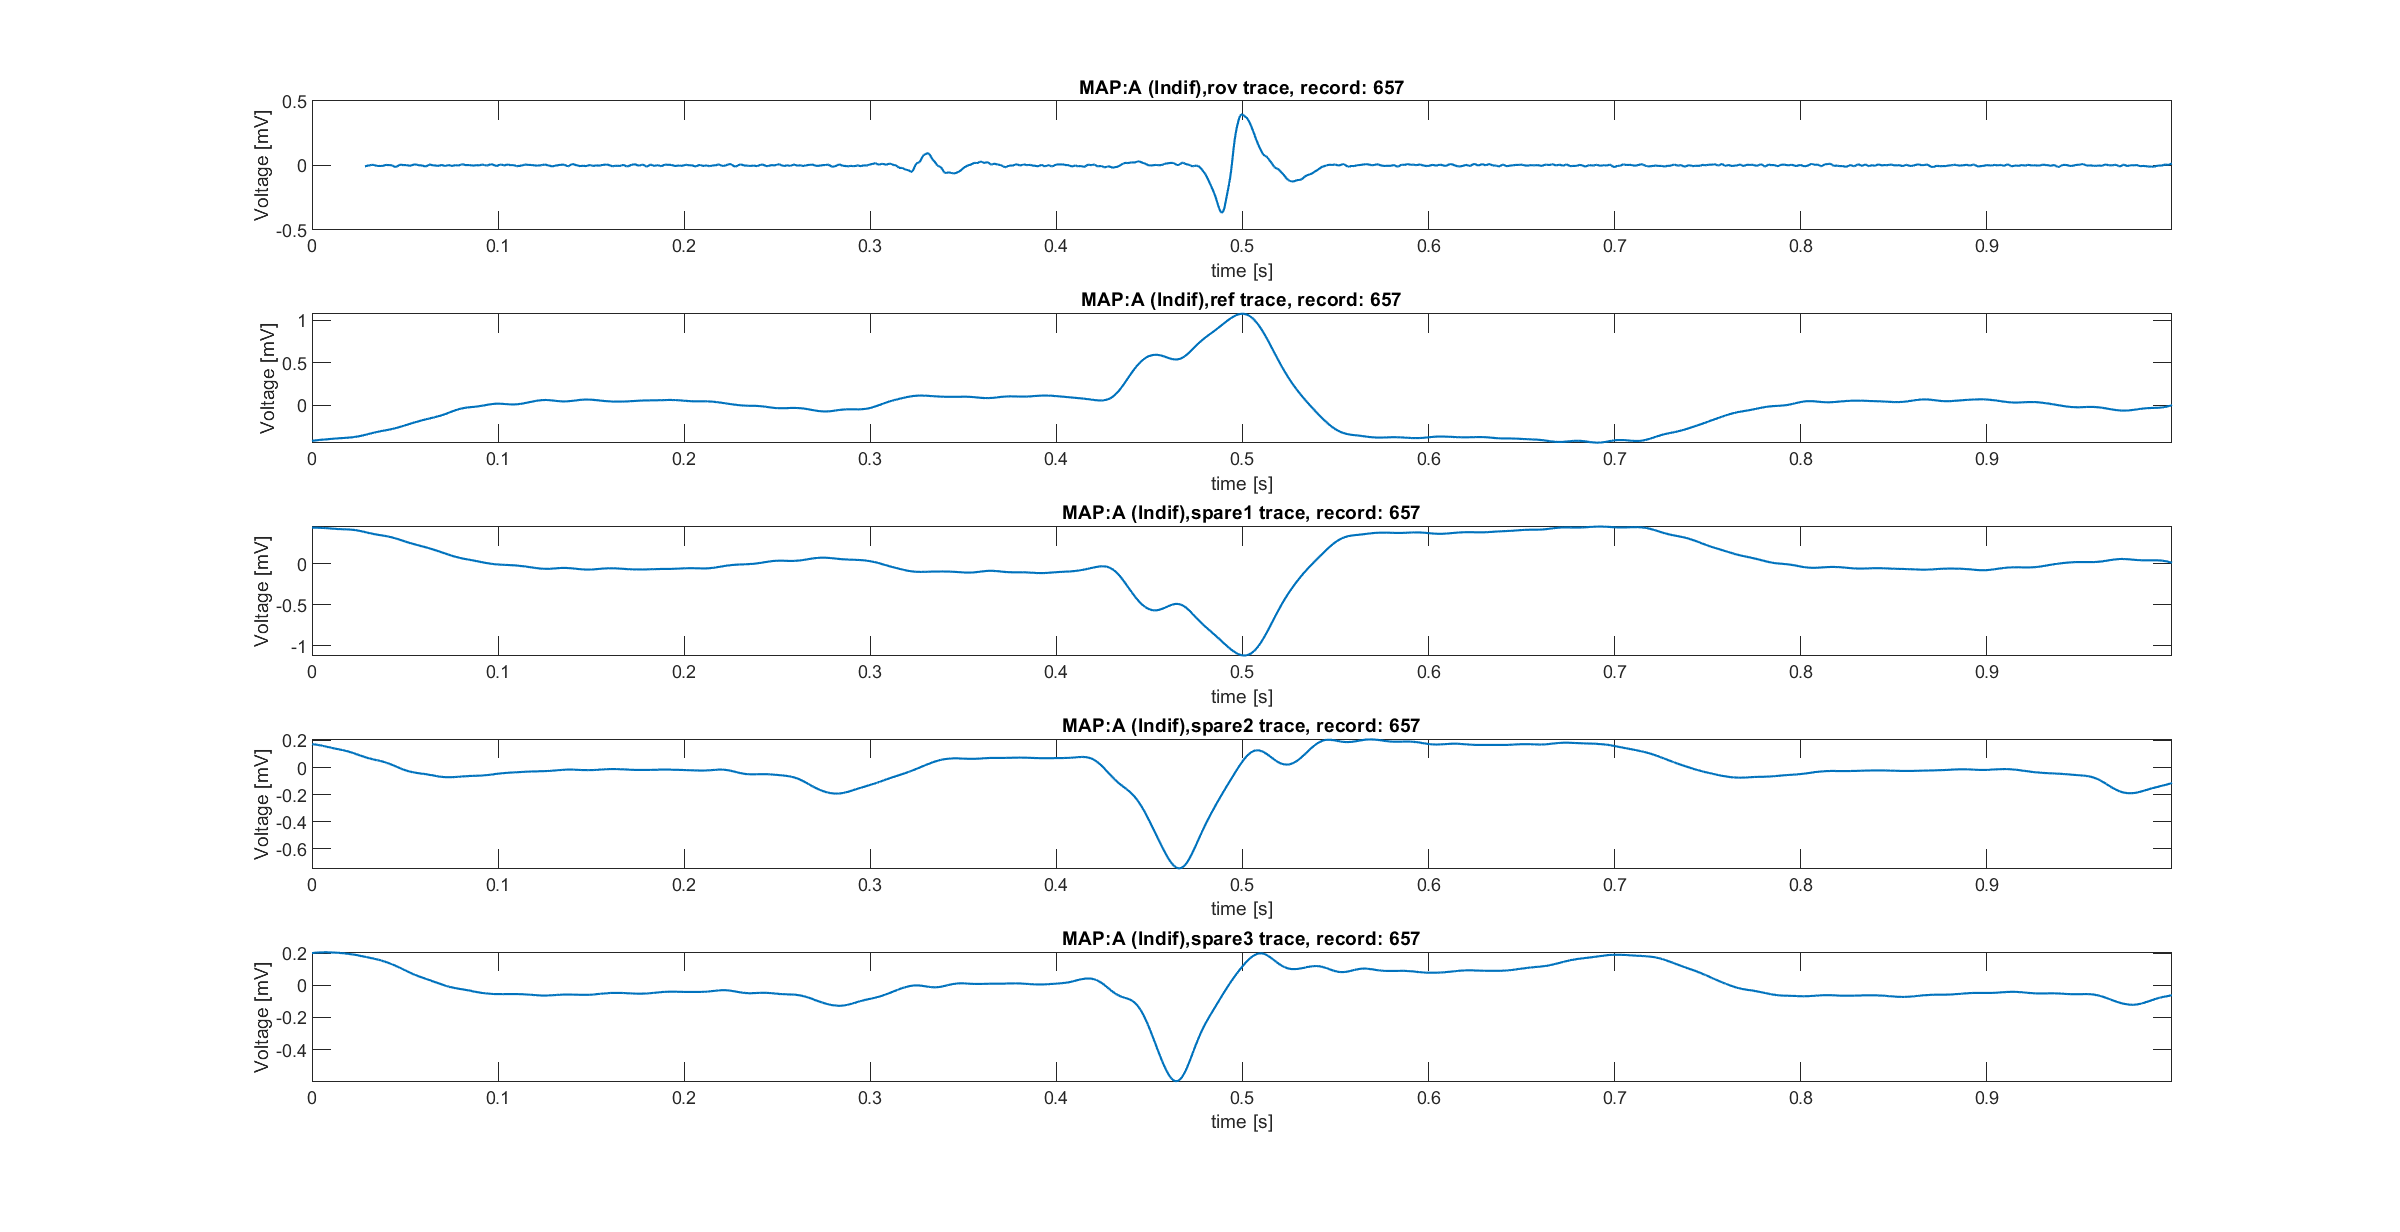 MAP:A (Indif),rov trace, record: 657
Voltage [mV]
0.5
0
-0.5
0 0.1 0.2 0.3 0.4 0.5 0.6 0.7 0.8 0.9
time [s]
MAP:A (Indif),ref trace, record: 657
Voltage [mV]
1
0.5
0
0 0.1 0.2 0.3 0.4 0.5 0.6 0.7 0.8 0.9
time [s]
MAP:A (Indif),spare1 trace, record: 657
Voltage [mV]
0
-0.5
-1
0 0.1 0.2 0.3 0.4 0.5 0.6 0.7 0.8 0.9
time [s]
MAP:A (Indif),spare2 trace, record: 657
Voltage [mV]
0.2
0
-0.2
-0.4
-0.6
0 0.1 0.2 0.3 0.4 0.5 0.6 0.7 0.8 0.9
time [s]
MAP:A (Indif),spare3 trace, record: 657
Voltage [mV]
0.2
0
-0.2
-0.4
0 0.1 0.2 0.3 0.4 0.5 0.6 0.7 0.8 0.9
time [s]